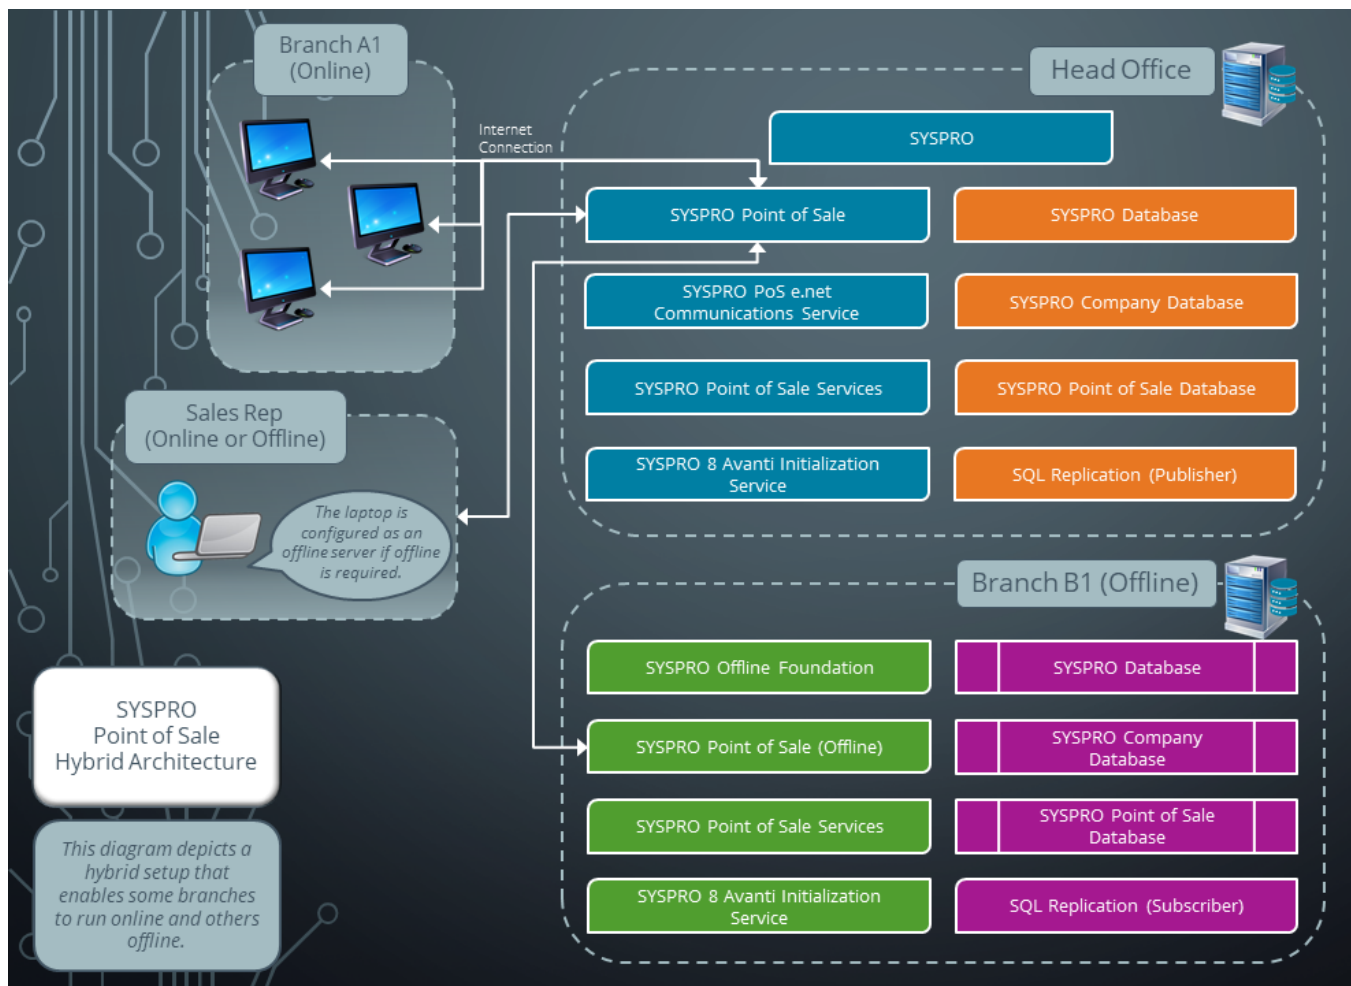 Branch A1
(Online)
Internet
Connection
Head Office
SYSPRO
SYSPRO Point of Sale
SYSPRO Database
SYSPRO PoS e.net
Communications Service
SYSPRO Company Database
SYSPRO Point of Sale Services
SYSPRO Point of Sale Database
SYSPRO 8 Avanti Initialization
Service
SQL Replication (Publisher)
Sales Rep
(Online or Offline)
The laptop is
configured as an
offline server if offline
is required.
Branch B1 (Offline)
SYSPRO Offline Foundation
SYSPRO Database
SYSPRO Point of Sale (Offline)
SYSPRO Company
Database
SYSPRO Point of Sale Services
SYSPRO Point of Sale
Database
SYSPRO 8 Avanti Initialization
Service
SQL Replication (Subscriber)
SYSPRO
Point of Sale
Hybrid Architecture
This diagram depicts a
hybrid setup that
enables some branches
to run online and others
offline.